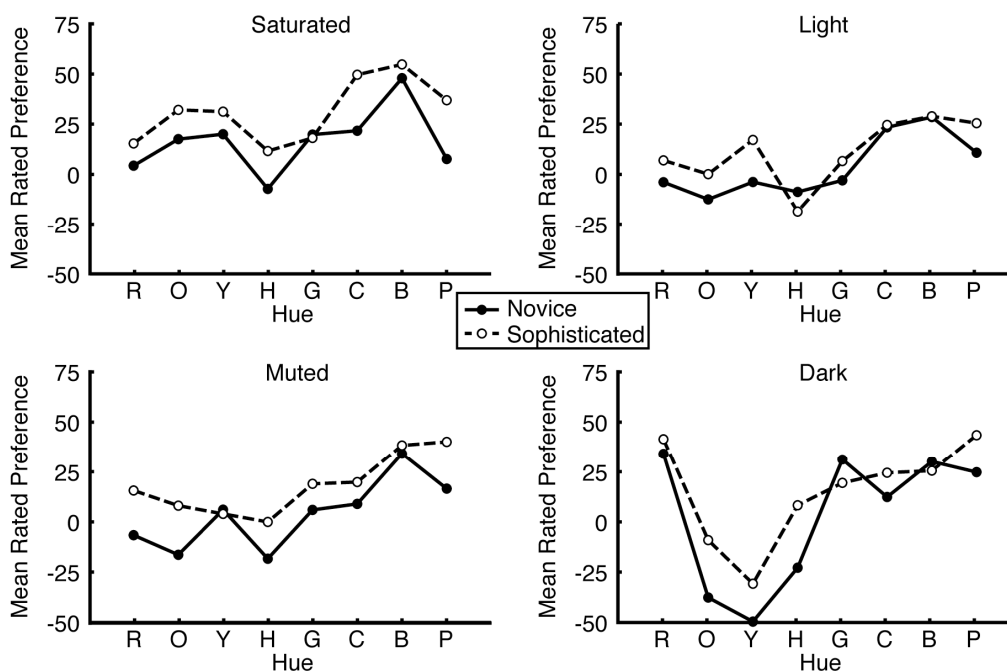 Saturated
Mean Rated Preference
75
50
25
0
-25
-50
R O Y H G C B P
Hue
Light
Mean Rated Preference
75
50
25
0
-25
-50
R O Y H G C B P
Hue
Novice
Sophisticated
Muted
Mean Rated Preference
75
50
25
0
-25
-50
R O Y H G C B P
Hue
Dark
Mean Rated Preference
75
50
25
0
-25
-50
R O Y H G C B P
Hue